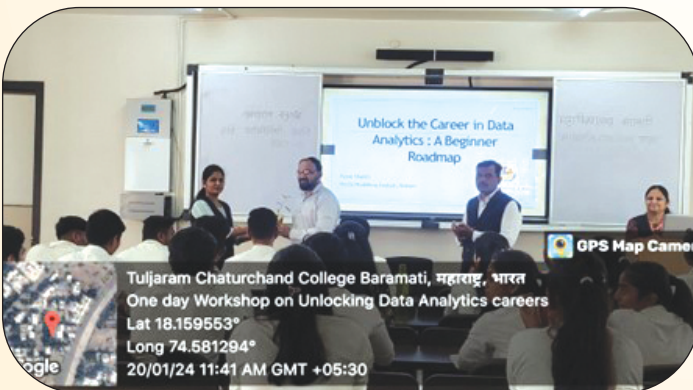 Unblock the Career in Data
Analytics : A Beginner
Roadmap
GPS Map Camer
Tuljaram Chaturchand College Baramati, महाराष्ट्र, भारत
One day Workshop on Unlocking Data Analytics careers
Lat 18.159553°
Long 74.581294°
20/01/24 11:41 AM GMT +05:30
ogle